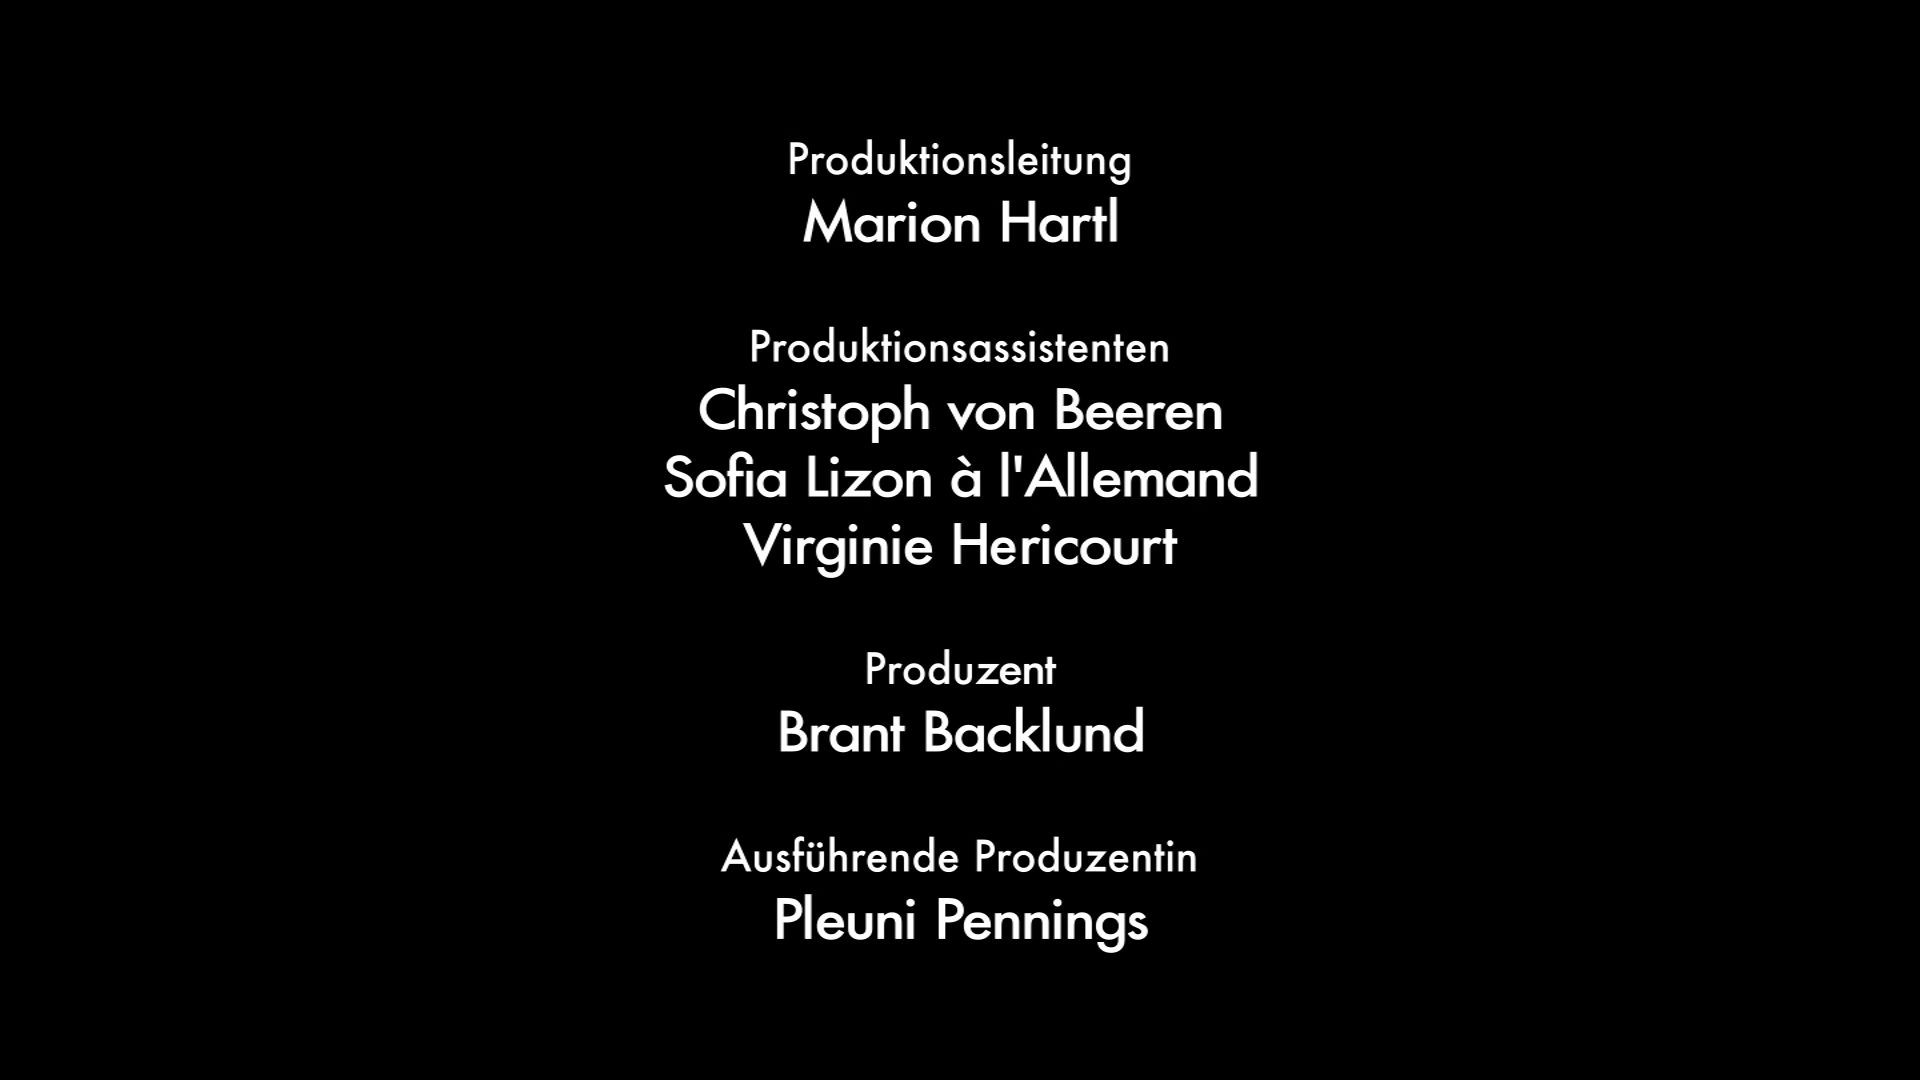 Produktionsleitung
Marion Hartl
Produktionsassistenten
Christoph von Beeren
Sofia Lizon à l'Allemand
Virginie Hericourt
Produzent
Brant Backlund
Ausführende Produzentin
Pleuni Pennings